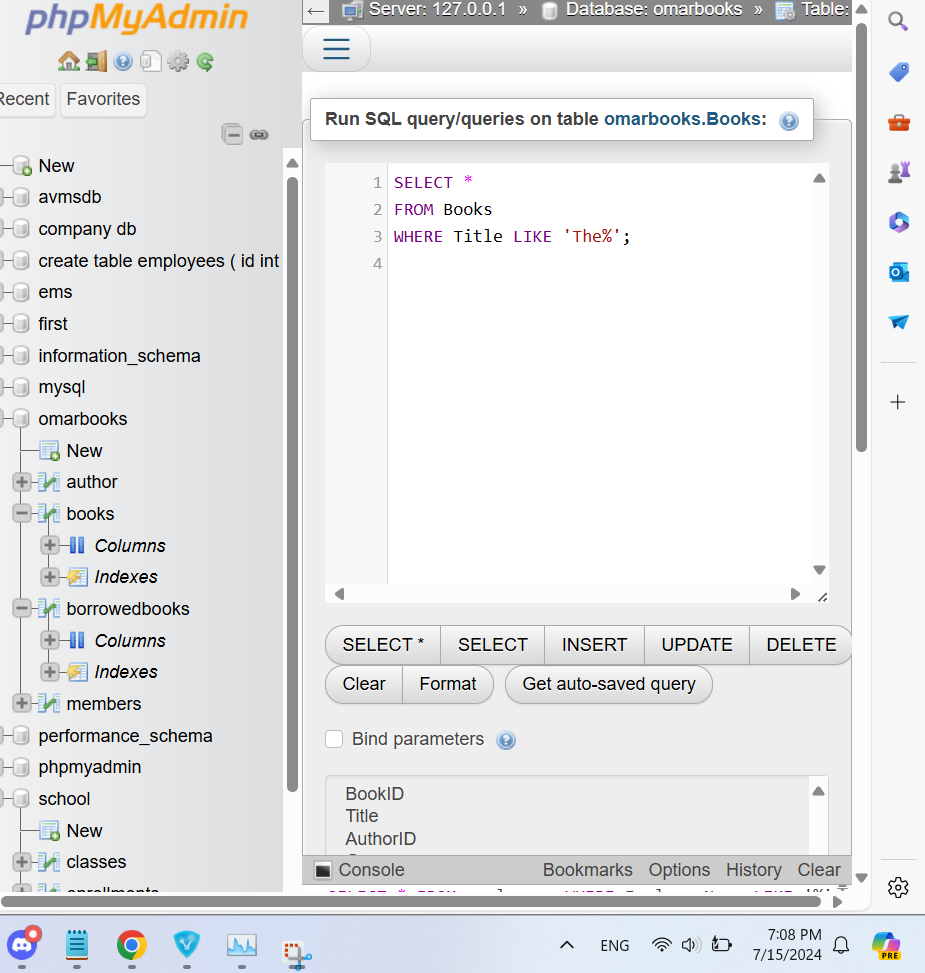 phpMyAdmin
Recent
Favorites
New
avmsdb
company db
create table employees ( id int
ems
first
information_schema
mysql
omarbooks
New
author
books
Columns
Indexes
borrowedbooks
Columns
Indexes
members
performance_schema
phpmyadmin
school
New
classes
enrollments
Server: 127.0.0.1 » Database: omarbooks » Table:
Run SQL query/queries on table omarbooks.Books:
1 SELECT *
2 FROM Books
3 WHERE Title LIKE 'The%';
4
SELECT * SELECT INSERT UPDATE DELETE
Clear Format Get auto-saved query
Bind parameters
BookID
Title
AuthorID
Console Bookmarks Options History Clear
ENG
7:08 PM
7/15/2024
PRE